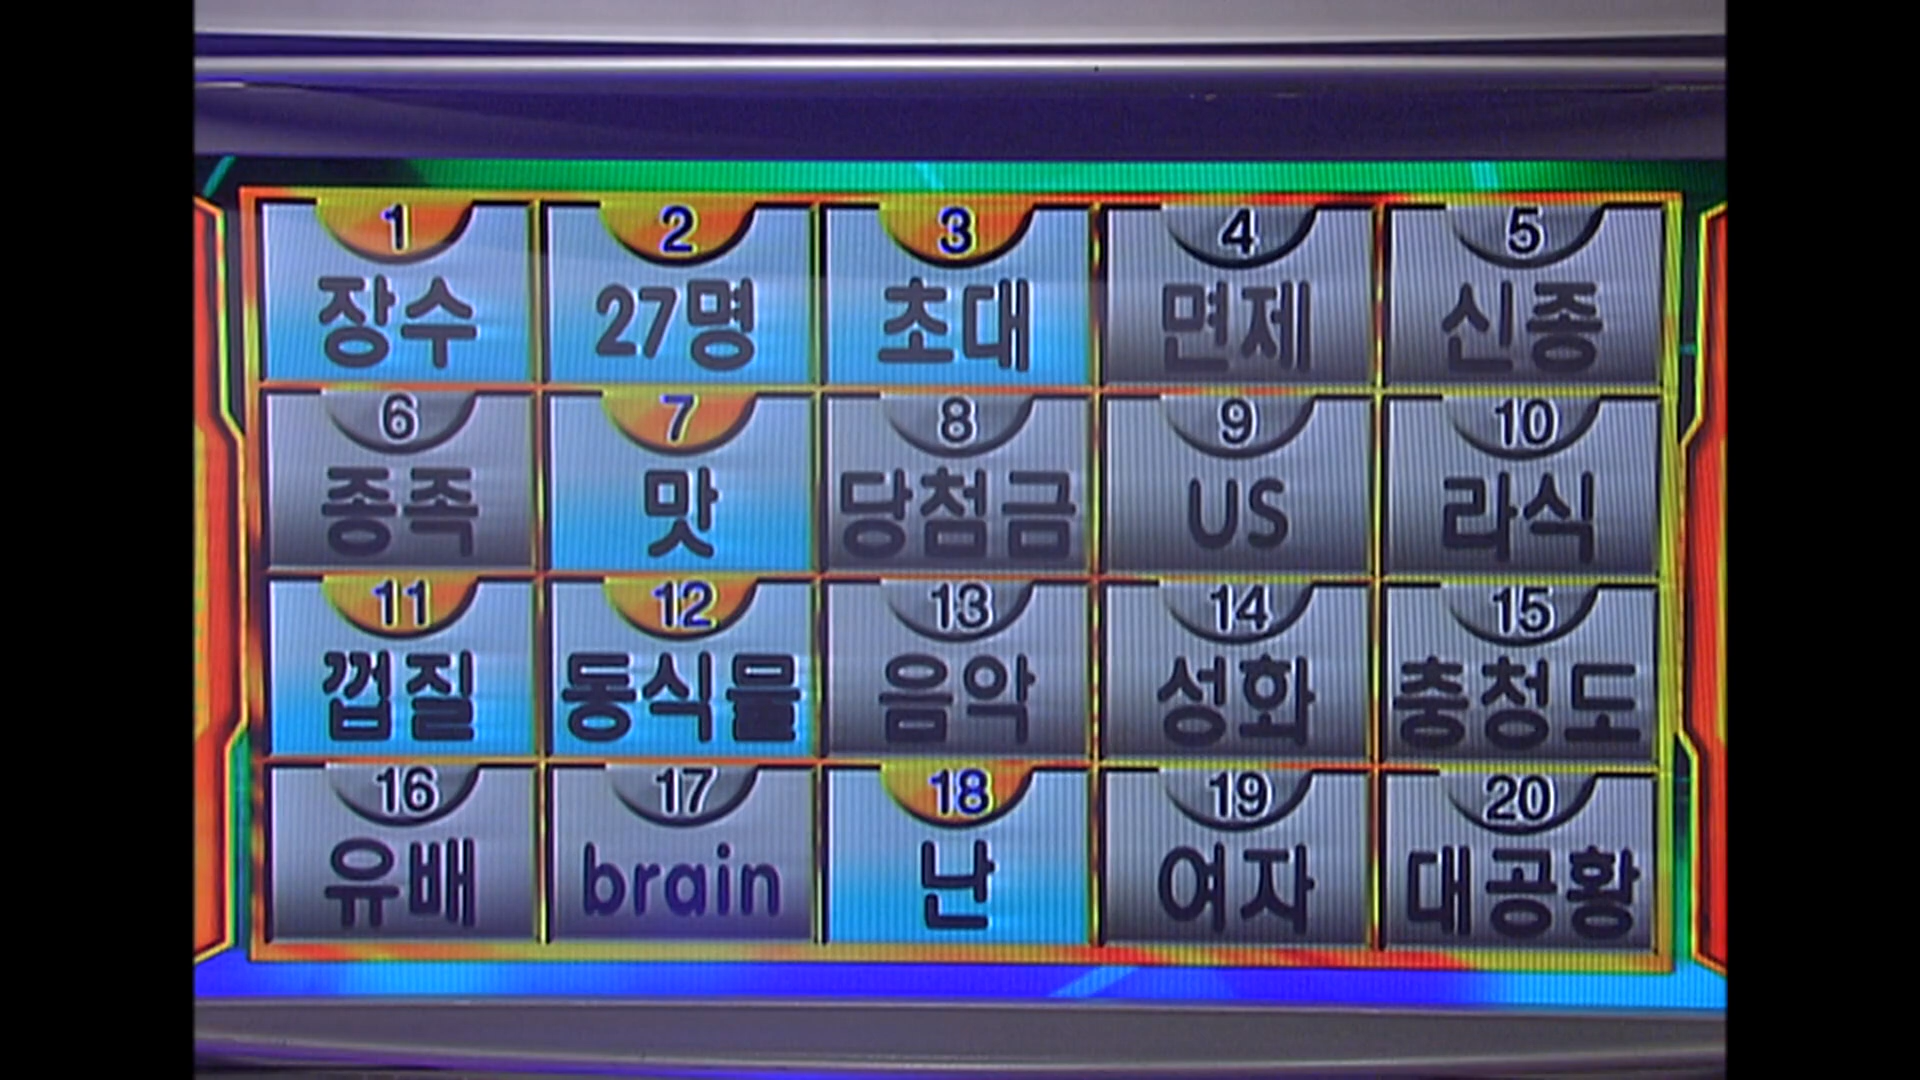 1 2 3 4 5
장수 27명 초대 면제 신종
6 7 8 9 10
종족 맛 당첨금 US 라식
11 12 13 14 15
껍질 동식물 음악 성화 충청도
16 17 18 19 20
유배 brain 난 여자 대공황